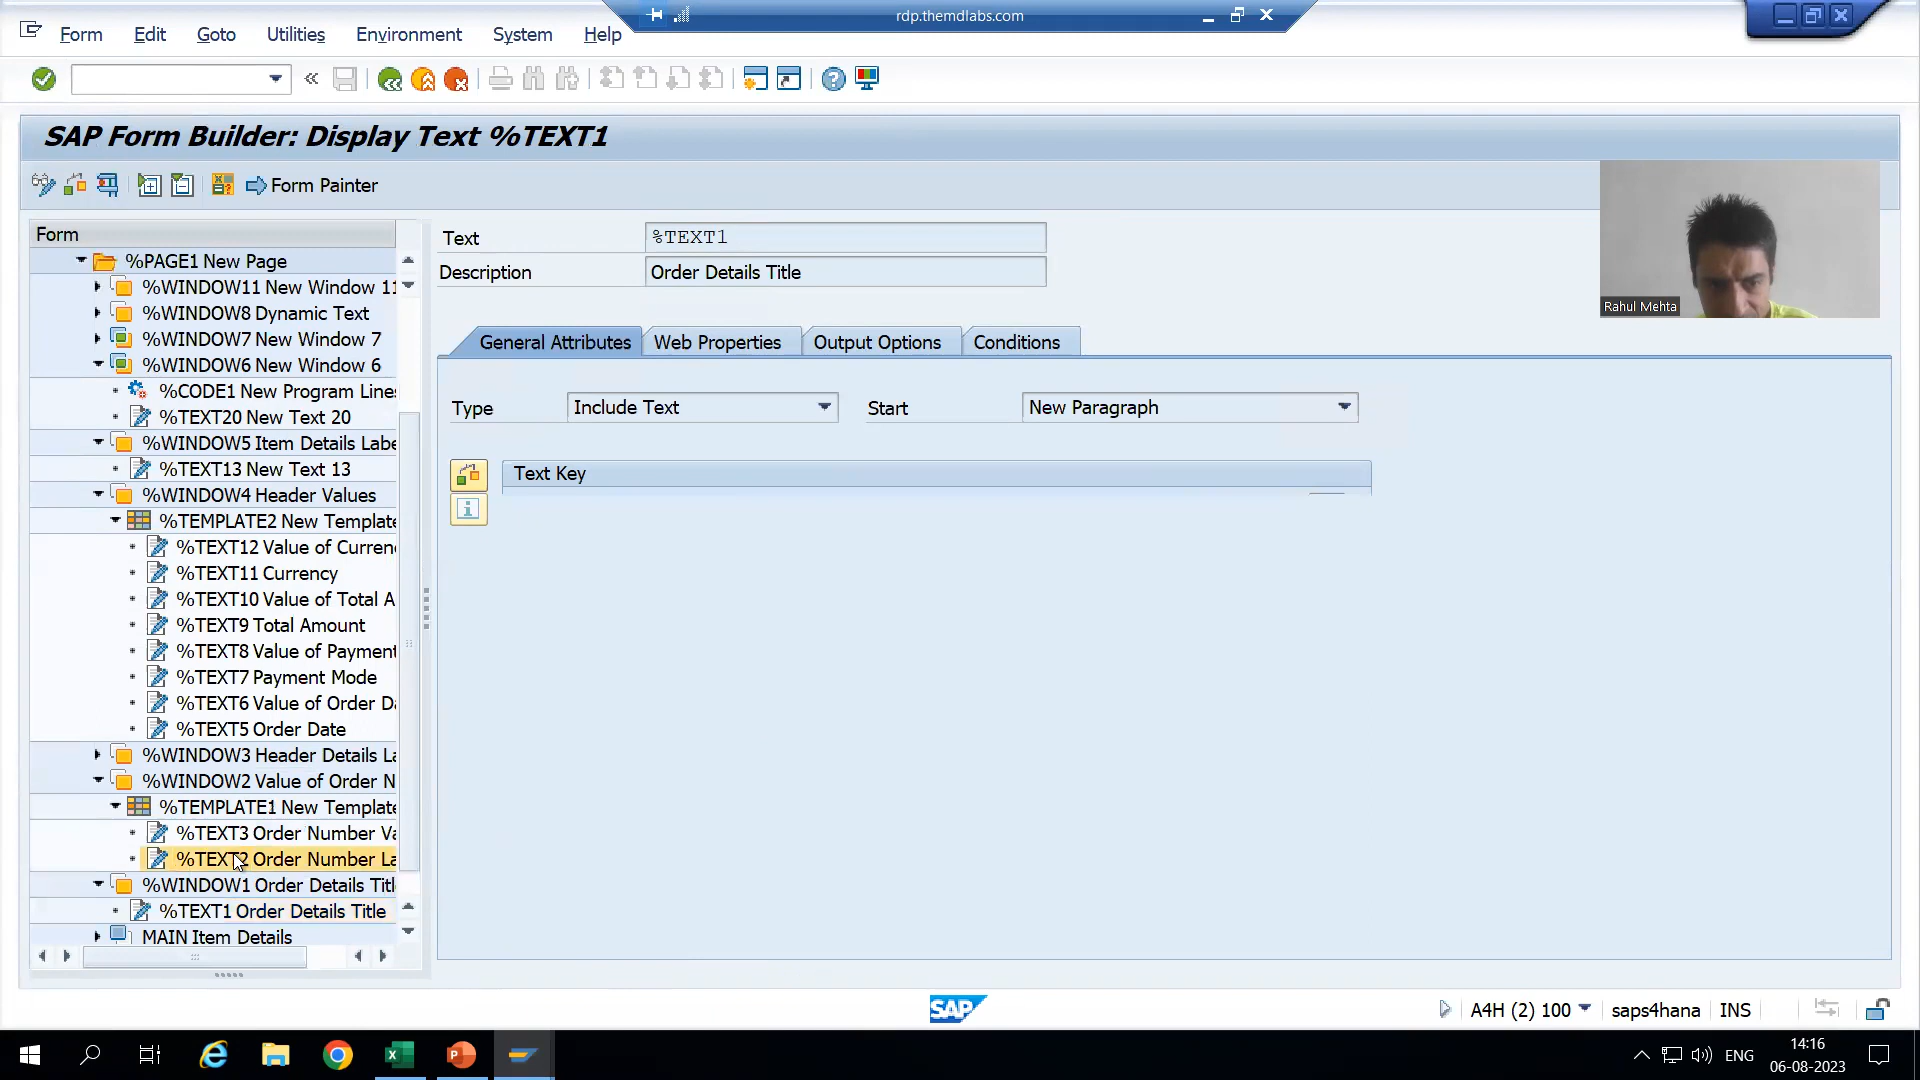 rdp.themdlabs.com
Form Edit Goto Utilities Environment System Help
SAP Form Builder: Display Text %TEXT1
Form Painter
Form
%PAGE1 New Page
%WINDOW11 New Window 11
%WINDOW8 Dynamic Text
%WINDOW7 New Window 7
%WINDOW6 New Window 6
%CODE1 New Program Lines
%TEXT20 New Text 20
%WINDOW5 Item Details Labe
%TEXT13 New Text 13
%WINDOW4 Header Values
%TEMPLATE2 New Template
%TEXT12 Value of Curren
%TEXT11 Currency
%TEXT10 Value of Total A
%TEXT9 Total Amount
%TEXT8 Value of Payment
%TEXT7 Payment Mode
%TEXT6 Value of Order Da
%TEXT5 Order Date
%WINDOW3 Header Details La
%WINDOW2 Value of Order N
%TEMPLATE1 New Template
%TEXT3 Order Number Va
%TEXT2 Order Number La
%WINDOW1 Order Details Titl
%TEXT1 Order Details Title
MAIN Item Details
Text %TEXT1
Description Order Details Title
General Attributes Web Properties Output Options Conditions
Type Include Text Start New Paragraph
Text Key
Rahul Mehta
SAP
A4H (2) 100 saps4hana INS
ENG
14:16
06-08-2023